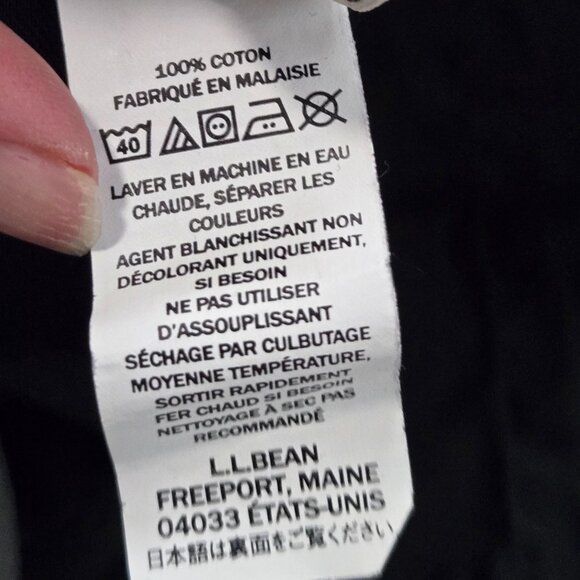 100% COTON
FABRIQUÉ EN MALAISIE
40
LAVER EN MACHINE EN EAU
CHAUDE, SÉPARER LES
COULEURS
AGENT BLANCHISSANT NON
DÉCOLORANT UNIQUEMENT,
SI BESOIN
NE PAS UTILISER
D'ASSOUPLISSANT
SÉCHAGE PAR CULBUTAGE
MOYENNE TEMPÉRATURE,
SORTIR RAPIDEMENT
FER CHAUD SI BESOIN
NETTOYAGE À SEC PAS
RECOMMANDÉ
L.L.BEAN
FREEPORT, MAINE
04033 ÉTATS-UNIS
日本語は裏面をご覧ください